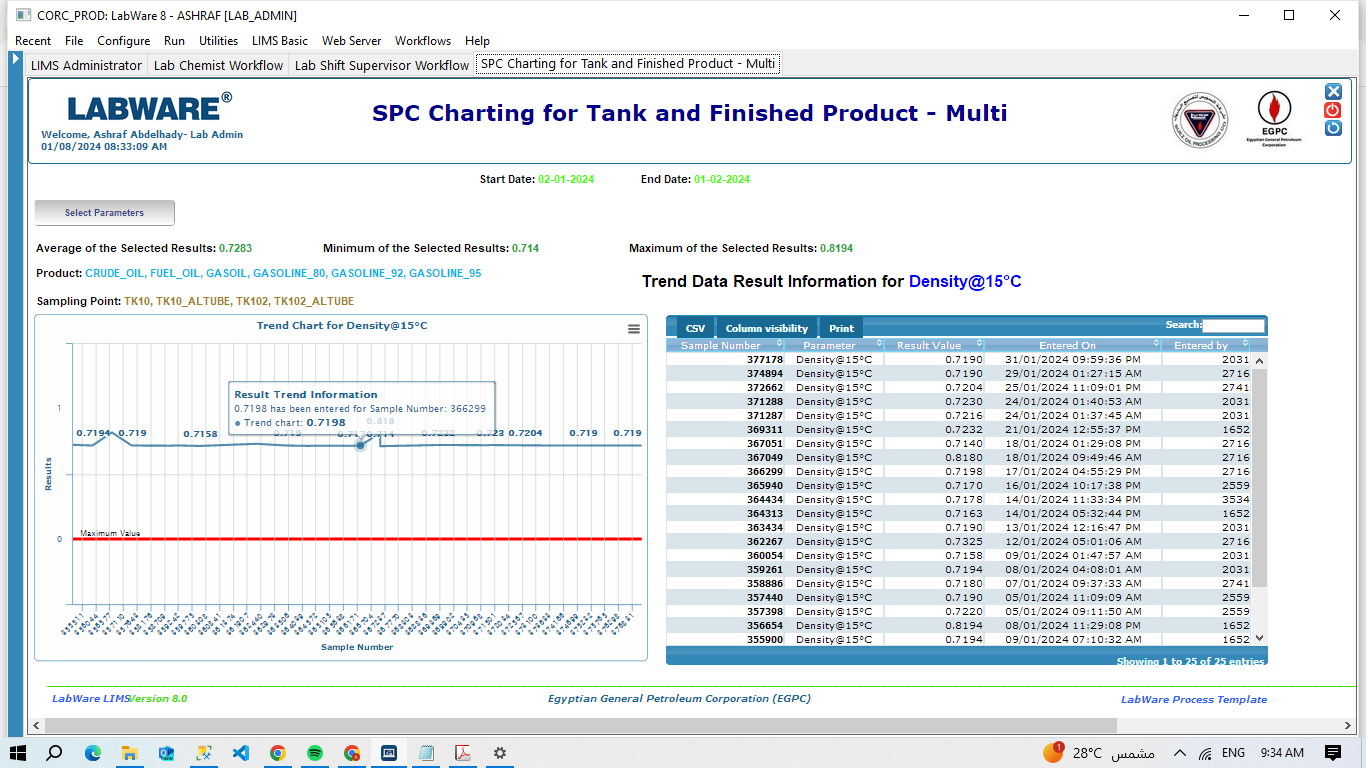 CORC_PROD: LabWare 8 - ASHRAF [LAB_ADMIN]
Recent File Configure Run Utilities LIMS Basic Web Server Workflows Help
LIMS Administrator Lab Chemist Workflow Lab Shift Supervisor Workflow SPC Charting for Tank and Finished Product - Multi
LABWARE®
SPC Charting for Tank and Finished Product - Multi
Welcome, Ashraf Abdelhady- Lab Admin
01/08/2024 08:33:09 AM
EGPC
Egyptian General Petroleum
Corporation
Start Date: 02-01-2024 End Date: 01-02-2024
Select Parameters
Average of the Selected Results: 0.7283 Minimum of the Selected Results: 0.714 Maximum of the Selected Results: 0.8194
Product: CRUDE_OIL, FUEL_OIL, GASOIL, GASOLINE_80, GASOLINE_92, GASOLINE_95
Trend Data Result Information for Density@15°C
Sampling Point: TK10, TK10_ALTUBE, TK102, TK102_ALTUBE
Trend Chart for Density@15°C
Result Trend Information
0.7198 has been entered for Sample Number: 366299
Trend chart: 0.7198
0.818
1
0.7194 0.719 0.7158 0.719 0.7232 0.723 0.7204 0.719 0.719
Results
Maximum Value
0
Sample Number
CSV Column visibility Print Search:
Sample Number Parameter Result Value Entered On Entered by
377178 Density@15°C 0.7190 31/01/2024 09:59:36 PM 2031
374894 Density@15°C 0.7190 29/01/2024 01:27:15 AM 2716
372662 Density@15°C 0.7204 25/01/2024 11:09:01 PM 2741
371288 Density@15°C 0.7230 24/01/2024 01:40:53 AM 2031
371287 Density@15°C 0.7216 24/01/2024 01:37:45 AM 2031
369311 Density@15°C 0.7232 21/01/2024 12:55:37 PM 1652
367051 Density@15°C 0.7140 18/01/2024 01:29:08 PM 2716
367049 Density@15°C 0.8180 18/01/2024 09:49:46 AM 2716
366299 Density@15°C 0.7198 17/01/2024 04:55:29 PM 2716
365940 Density@15°C 0.7170 16/01/2024 10:17:38 PM 2559
364434 Density@15°C 0.7178 14/01/2024 11:33:34 PM 3534
364313 Density@15°C 0.7163 14/01/2024 05:32:44 PM 1652
363434 Density@15°C 0.7190 13/01/2024 12:16:47 PM 2031
362267 Density@15°C 0.7325 12/01/2024 05:01:06 AM 2716
360054 Density@15°C 0.7158 09/01/2024 01:47:57 AM 2031
359261 Density@15°C 0.7194 08/01/2024 04:08:01 AM 2031
358886 Density@15°C 0.7180 07/01/2024 09:37:33 AM 2741
357440 Density@15°C 0.7190 05/01/2024 11:09:09 AM 2559
357398 Density@15°C 0.7220 05/01/2024 09:11:50 AM 2559
356654 Density@15°C 0.8194 08/01/2024 11:29:08 PM 1652
355900 Density@15°C 0.7194 09/01/2024 07:10:32 AM 1652
Showing 1 to 25 of 25 entries
LabWare LIMS Version 8.0 Egyptian General Petroleum Corporation (EGPC) LabWare Process Template
1 28°C مشمس ENG 9:34 AM